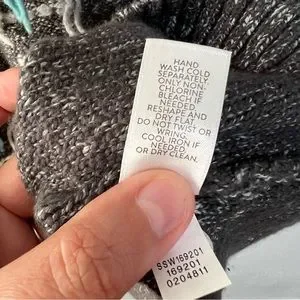 HAND
WASH COLD
SEPARATELY.
ONLY NON-
CHLORINE
BLEACH IF
NEEDED.
RESHAPE AND
DRY FLAT.
DO NOT TWIST OR
WRING.
COOL IRON IF
NEEDED.
OR DRY CLEAN.
SSW169201
169201
0204811